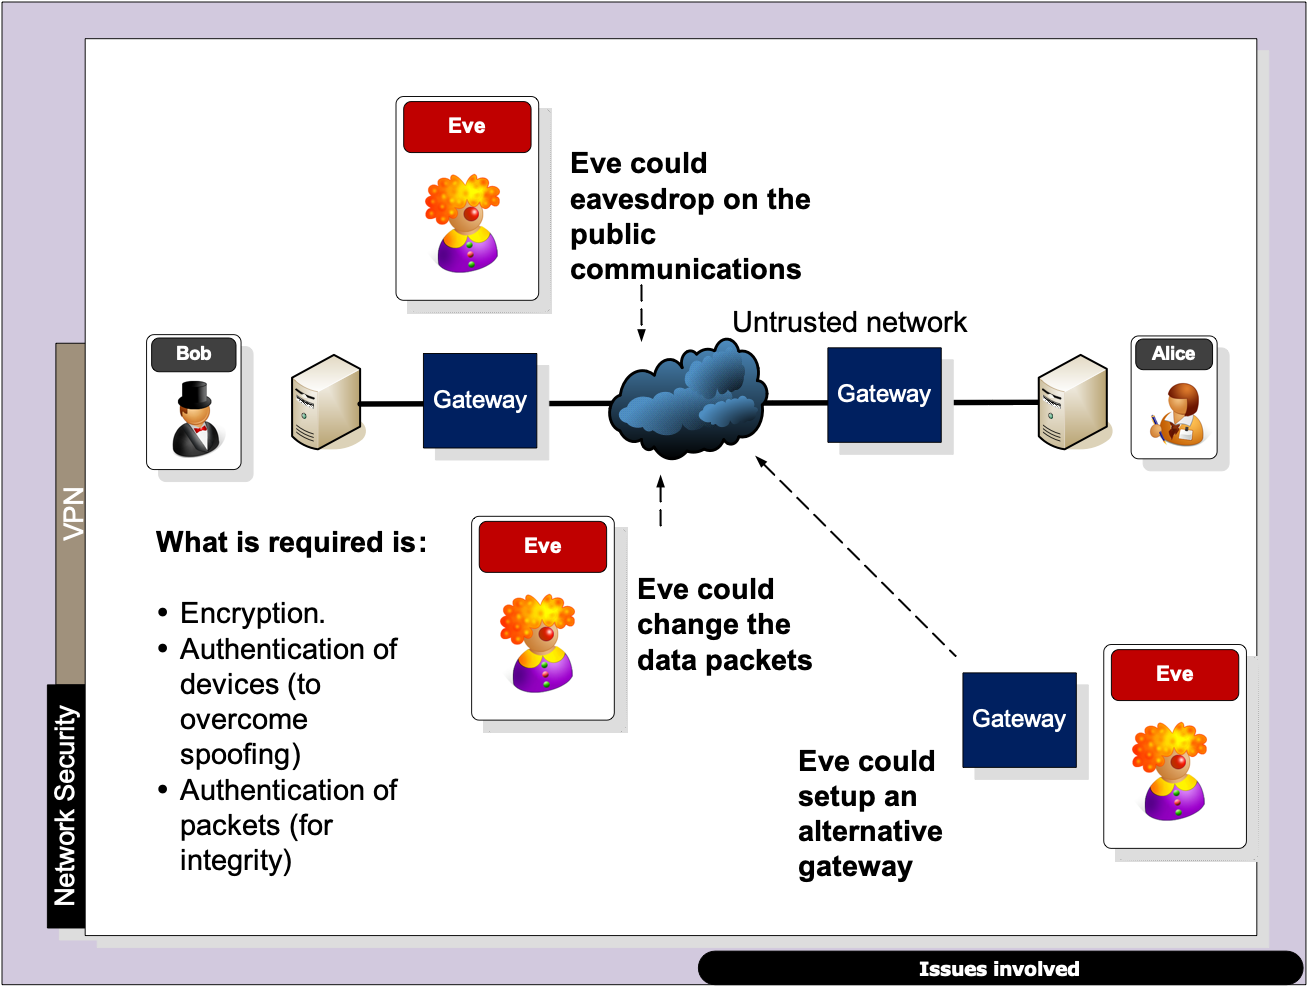 Eve
Eve could
eavesdrop on the
public
communications
Untrusted network
Bob
Gateway
Gateway
Alice
VPN
What is required is:
• Encryption.
• Authentication of
devices (to
overcome
spoofing)
• Authentication of
packets (for
integrity)
Eve
Eve could
change the
data packets
Gateway
Eve
Eve could
setup an
alternative
gateway
Network Security
Issues involved